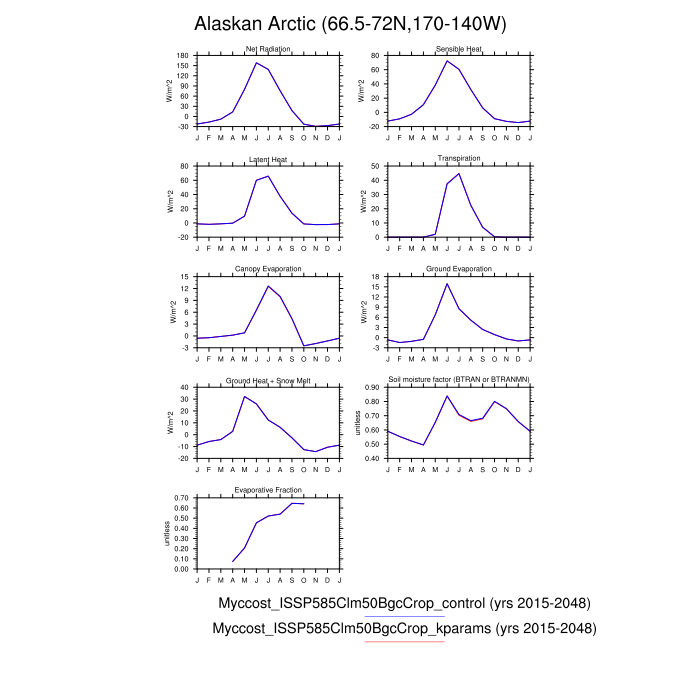 Alaskan Arctic (66.5-72N,170-140W)
Net Radiation
180
150
120
90
60
30
0
-30
W/m^2
J F M A M J J A S O N D J
Sensible Heat
80
60
40
20
0
-20
W/m^2
J F M A M J J A S O N D J
Latent Heat
80
60
40
20
0
-20
W/m^2
J F M A M J J A S O N D J
Transpiration
50
40
30
20
10
0
W/m^2
J F M A M J J A S O N D J
Canopy Evaporation
15
12
9
6
3
0
-3
W/m^2
J F M A M J J A S O N D J
Ground Evaporation
18
15
12
9
6
3
0
-3
W/m^2
J F M A M J J A S O N D J
Ground Heat + Snow Melt
40
30
20
10
0
-10
-20
W/m^2
J F M A M J J A S O N D J
Soil moisture factor (BTRAN or BTRANMN)
0.90
0.80
0.70
0.60
0.50
0.40
unitless
J F M A M J J A S O N D J
Evaporative Fraction
0.70
0.60
0.50
0.40
0.30
0.20
0.10
0.00
unitless
J F M A M J J A S O N D J
Myccost_ISSP585Clm50BgcCrop_control (yrs 2015-2048)
Myccost_ISSP585Clm50BgcCrop_kparams (yrs 2015-2048)